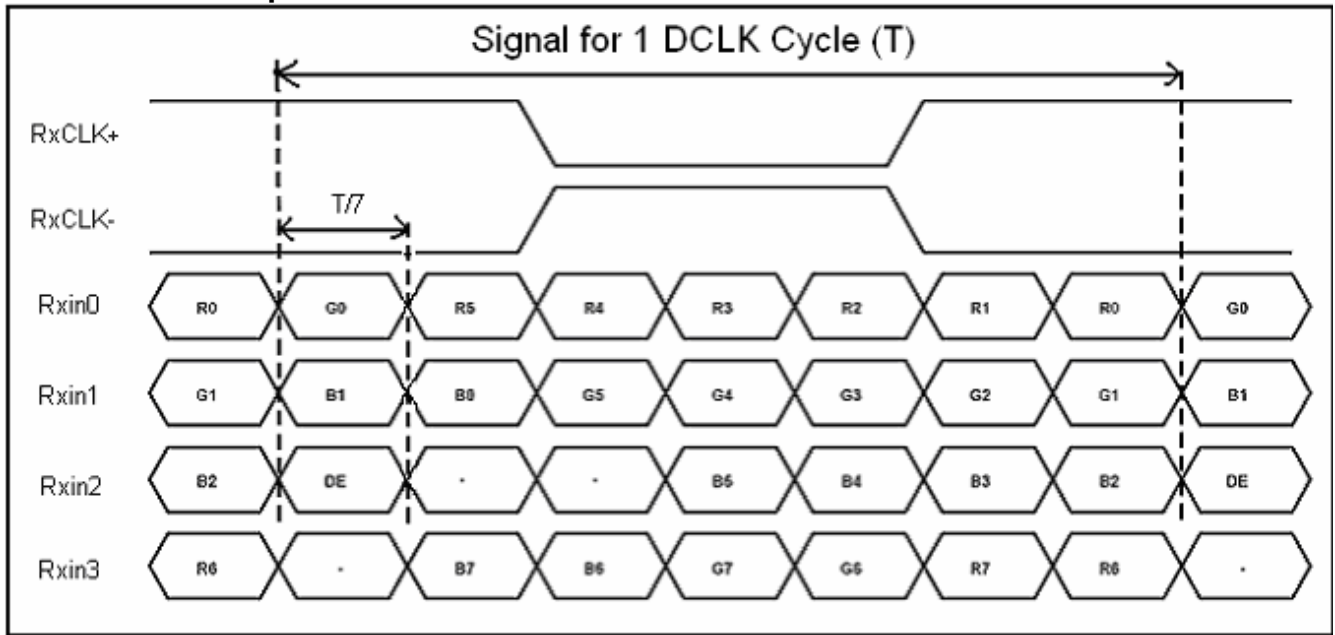 Signal for 1 DCLK Cycle (T)
RxCLK+
T/7
RxCLK-
Rxin0 R0 G0 R5 R4 R3 R2 R1 R0 G0
Rxin1 G1 B1 B0 G5 G4 G3 G2 G1 B1
Rxin2 B2 DE - - B5 B4 B3 B2 DE
Rxin3 R6 - B7 B6 G7 G6 R7 R6 -